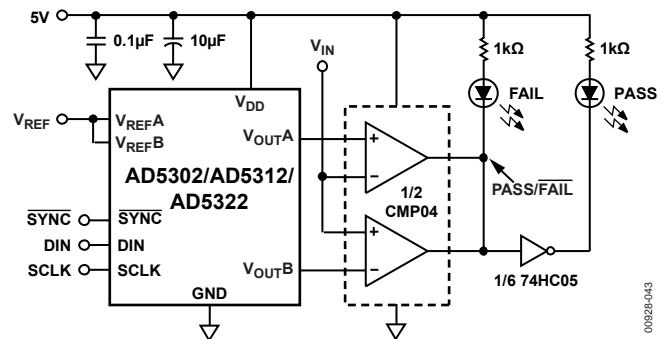 5V
0.1µF
10µF
VIN
1kΩ
1kΩ
FAIL
PASS
VDD
VREF
VREFA
VREFB
VOUTA
AD5302/AD5312/
AD5322
1/2
CMP04
PASS/FAIL
SYNC
SYNC
DIN
DIN
SCLK
SCLK
VOUTB
GND
1/6 74HC05
+
−
+
−
00928-043